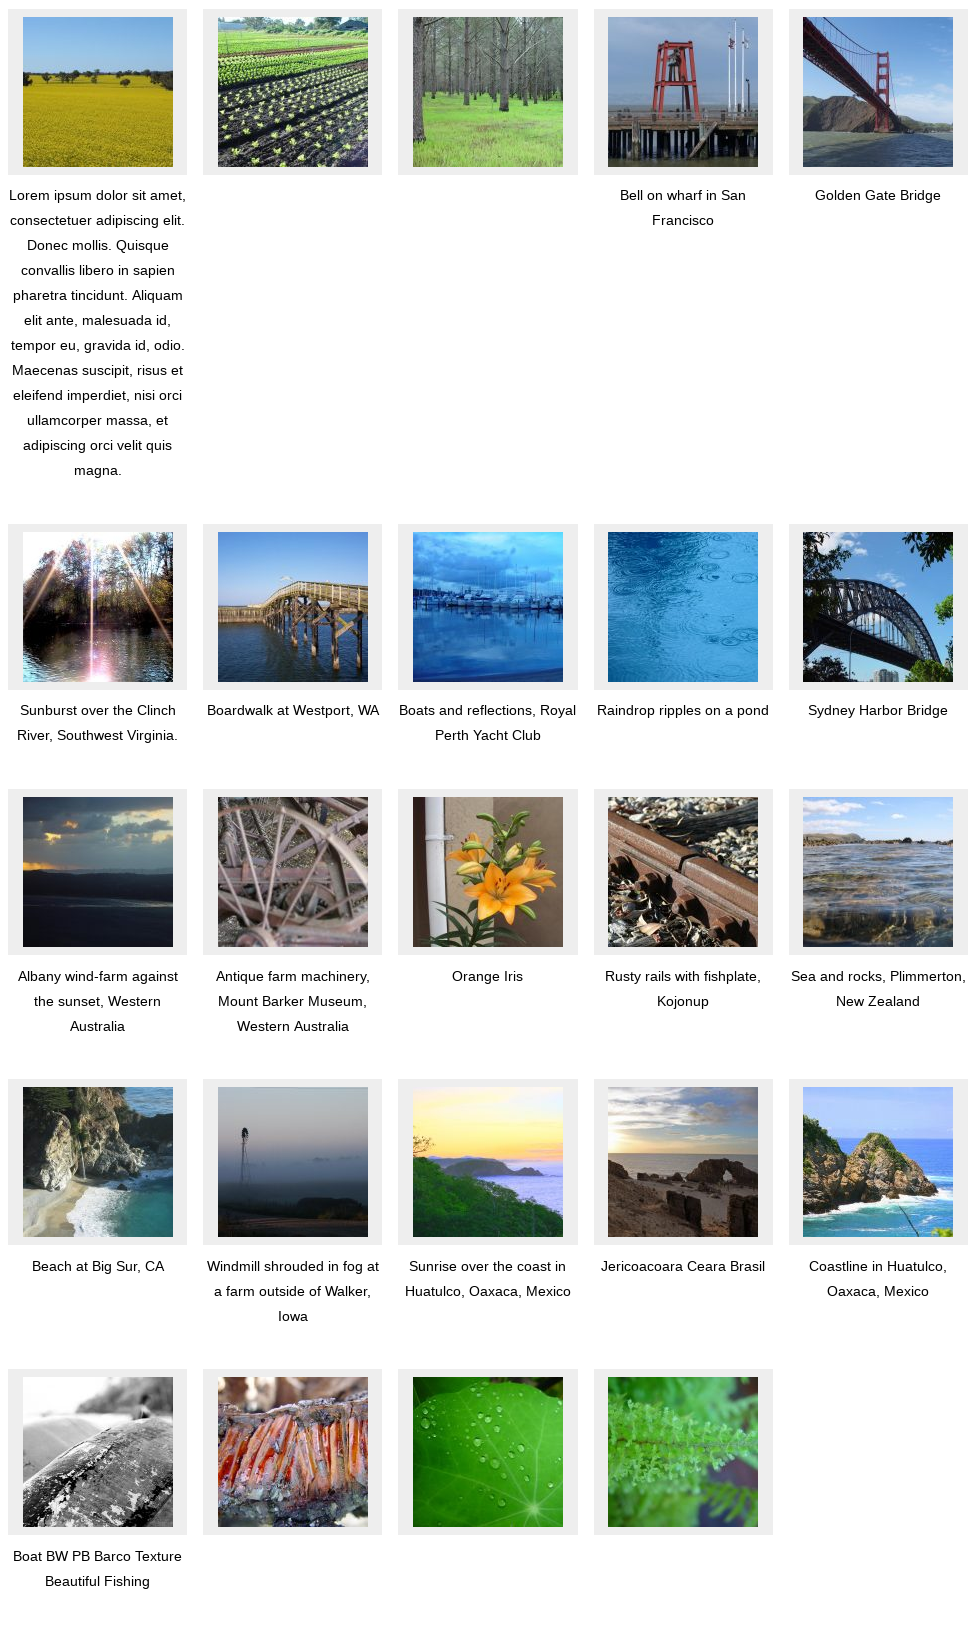 Lorem ipsum dolor sit amet,
consectetuer adipiscing elit.
Donec mollis. Quisque
convallis libero in sapien
pharetra tincidunt. Aliquam
elit ante, malesuada id,
tempor eu, gravida id, odio.
Maecenas suscipit, risus et
eleifend imperdiet, nisi orci
ullamcorper massa, et
adipiscing orci velit quis
magna.
Bell on wharf in San
Francisco
Golden Gate Bridge
Sunburst over the Clinch
River, Southwest Virginia.
Boardwalk at Westport, WA
Boats and reflections, Royal
Perth Yacht Club
Raindrop ripples on a pond
Sydney Harbor Bridge
Albany wind-farm against
the sunset, Western
Australia
Antique farm machinery,
Mount Barker Museum,
Western Australia
Orange Iris
Rusty rails with fishplate,
Kojonup
Sea and rocks, Plimmerton,
New Zealand
Beach at Big Sur, CA
Windmill shrouded in fog at
a farm outside of Walker,
Iowa
Sunrise over the coast in
Huatulco, Oaxaca, Mexico
Jericoacoara Ceara Brasil
Coastline in Huatulco,
Oaxaca, Mexico
Boat BW PB Barco Texture
Beautiful Fishing